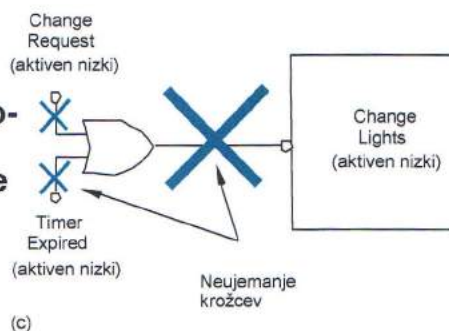 Change
Request
(aktiven nizki)
Timer
Expired
(aktiven nizki)
Change
Lights
(aktiven nizki)
Neujemanje
krožcev
(c)